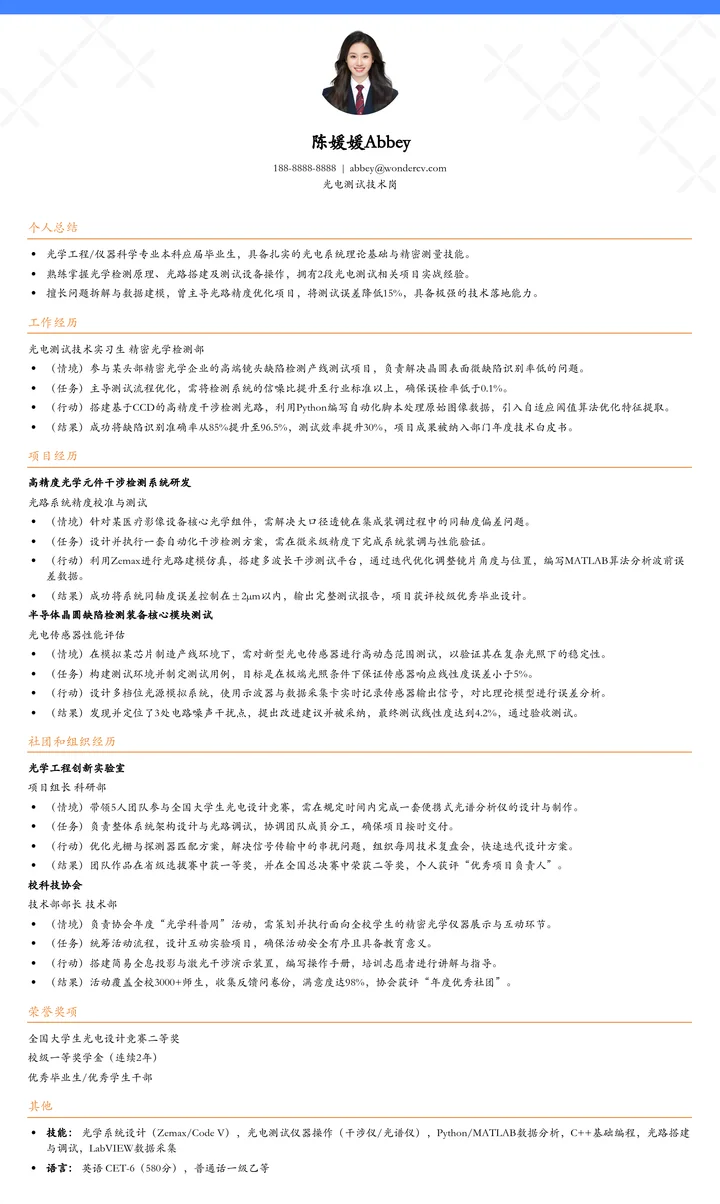 陈媛媛Abbey
188-8888-8888 | abbey@wondercv.com
光电测试技术岗
个人总结
• 光学工程/仪器科学专业本科应届毕业生，具备扎实的光电系统理论基础与精密测量技能。
• 熟练掌握光学检测原理、光路搭建及测试设备操作，拥有2段光电测试相关项目实战经验。
• 擅长问题拆解与数据建模，曾主导光路精度优化项目，将测试误差降低15%，具备极强的技术落地能力。
工作经历
光电测试技术实习生 精密光学检测部
• （情境）参与某头部精密光学企业的高端镜头缺陷检测产线测试项目，负责解决晶圆表面微缺陷识别率低的问题。
• （任务）主导测试流程优化，需将检测系统的信噪比提升至行业标准以上，确保误检率低于0.1%。
• （行动）搭建基于CCD的高精度干涉检测光路，利用Python编写自动化脚本处理原始图像数据，引入自适应阈值算法优化特征提取。
• （结果）成功将缺陷识别准确率从85%提升至96.5%，测试效率提升30%，项目成果被纳入部门年度技术白皮书。
项目经历
高精度光学元件干涉检测系统研发
光路系统精度校准与测试
• （情境）针对某医疗影像设备核心光学组件，需解决大口径透镜在集成装调过程中的同轴度偏差问题。
• （任务）设计并执行一套自动化干涉检测方案，需在微米级精度下完成系统装调与性能验证。
• （行动）利用Zemax进行光路建模仿真，搭建多波长干涉测试平台，通过迭代优化调整镜片角度与位置，编写MATLAB算法分析波前误
差数据。
• （结果）成功将系统同轴度误差控制在±2μm以内，输出完整测试报告，项目获评校级优秀毕业设计。
半导体晶圆缺陷检测装备核心模块测试
光电传感器性能评估
• （情境）在模拟某芯片制造产线环境下，需对新型光电传感器进行高动态范围测试，以验证其在复杂光照下的稳定性。
• （任务）构建测试环境并制定测试用例，目标是在极端光照条件下保证传感器响应线性度误差小于5%。
• （行动）设计多档位光源模拟系统，使用示波器与数据采集卡实时记录传感器输出信号，对比理论模型进行误差分析。
• （结果）发现并定位了3处电路噪声干扰点，提出改进建议并被采纳，最终测试线性度达到4.2%，通过验收测试。
社团和组织经历
光学工程创新实验室
项目组长 科研部
• （情境）带领5人团队参与全国大学生光电设计竞赛，需在规定时间内完成一套便携式光谱分析仪的设计与制作。
• （任务）负责整体系统架构设计与光路调试，协调团队成员分工，确保项目按时交付。
• （行动）优化光栅与探测器匹配方案，解决信号传输中的串扰问题，组织每周技术复盘会，快速迭代设计方案。
• （结果）团队作品在省级选拔赛中获一等奖，并在全国总决赛中荣获二等奖，个人获评“优秀项目负责人”。
校科技协会
技术部部长 技术部
• （情境）负责协会年度“光学科普周”活动，需策划并执行面向全校学生的精密光学仪器展示与互动环节。
• （任务）统筹活动流程，设计互动实验项目，确保活动安全有序且具备教育意义。
• （行动）搭建简易全息投影与激光干涉演示装置，编写操作手册，培训志愿者进行讲解与指导。
• （结果）活动覆盖全校3000+师生，收集反馈问卷份，满意度达98%，协会获评“年度优秀社团”。
荣誉奖项
全国大学生光电设计竞赛二等奖
校级一等奖学金（连续2年）
优秀毕业生/优秀学生干部
其他
• 技能： 光学系统设计（Zemax/Code V），光电测试仪器操作（干涉仪/光谱仪），Python/MATLAB数据分析，C++基础编程，光路搭建
与调试，LabVIEW数据采集
• 语言： 英语 CET-6（580分），普通话一级乙等